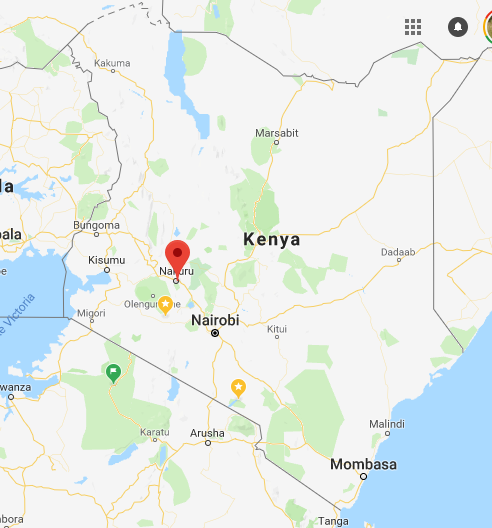 Kakuma
Marsabit
la
pala
Bungoma
Kenya
Kisumu
Dadaab
Nakuru
Olenguruone
Nairobi
Migori
Kitui
e Victoria
wanza
Karatu
Arusha
Malindi
Mombasa
Tanga
bora